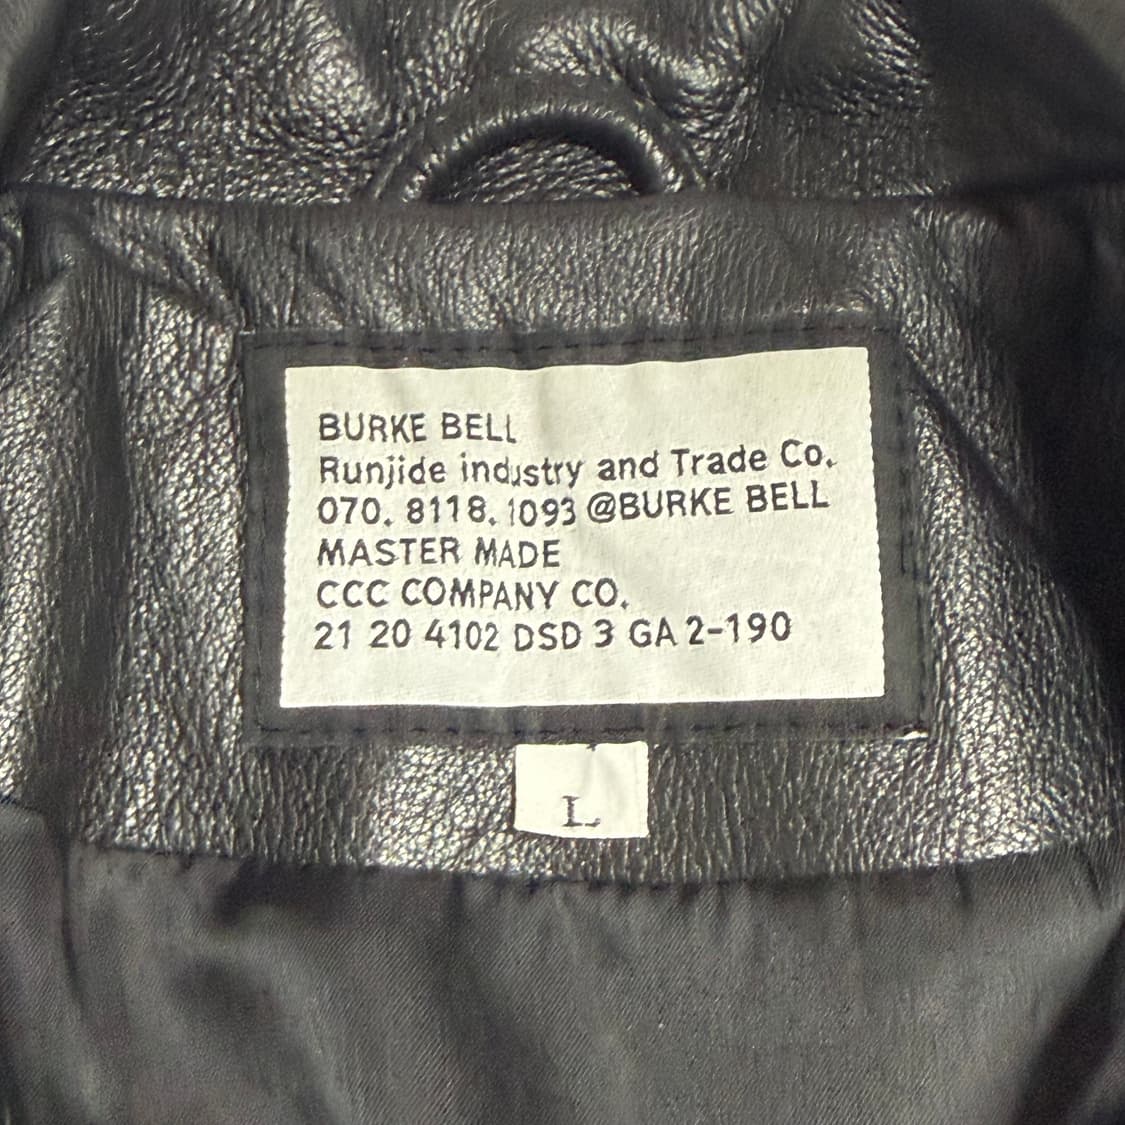 BURKE BELL
Runjide industry and Trade Co.
070. 8118. 1093 @BURKE BELL
MASTER MADE
CCC COMPANY CO.
21 20 4102 DSD 3 GA 2-190
L